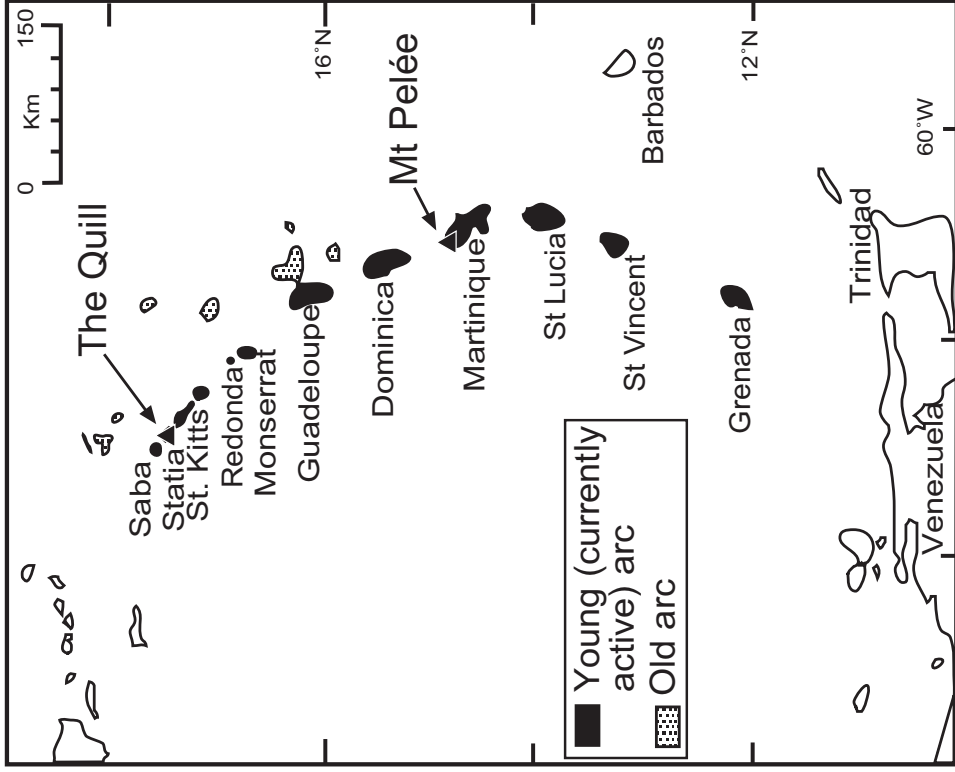 0
Km
150
The Quill
Saba
Statia
St. Kitts
Redonda
Monserrat
Guadeloupe
16°N
Dominica
Mt Pelée
Martinique
St Lucia
St Vincent
Barbados
Grenada
12°N
Young (currently
active) arc
Old arc
Trinidad
Venezuela
60°W